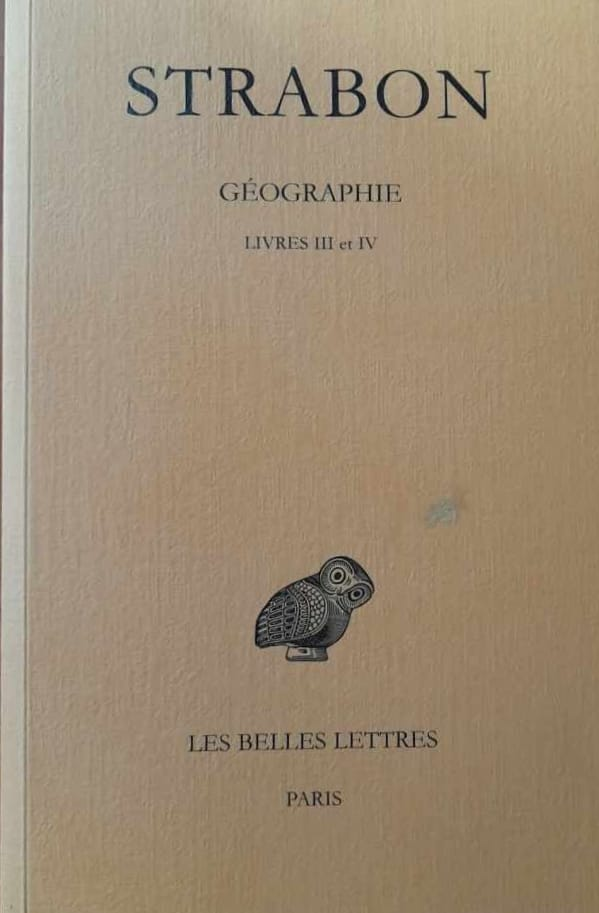 STRABON
GÉOGRAPHIE
LIVRES III et IV
LES BELLES LETTRES
PARIS